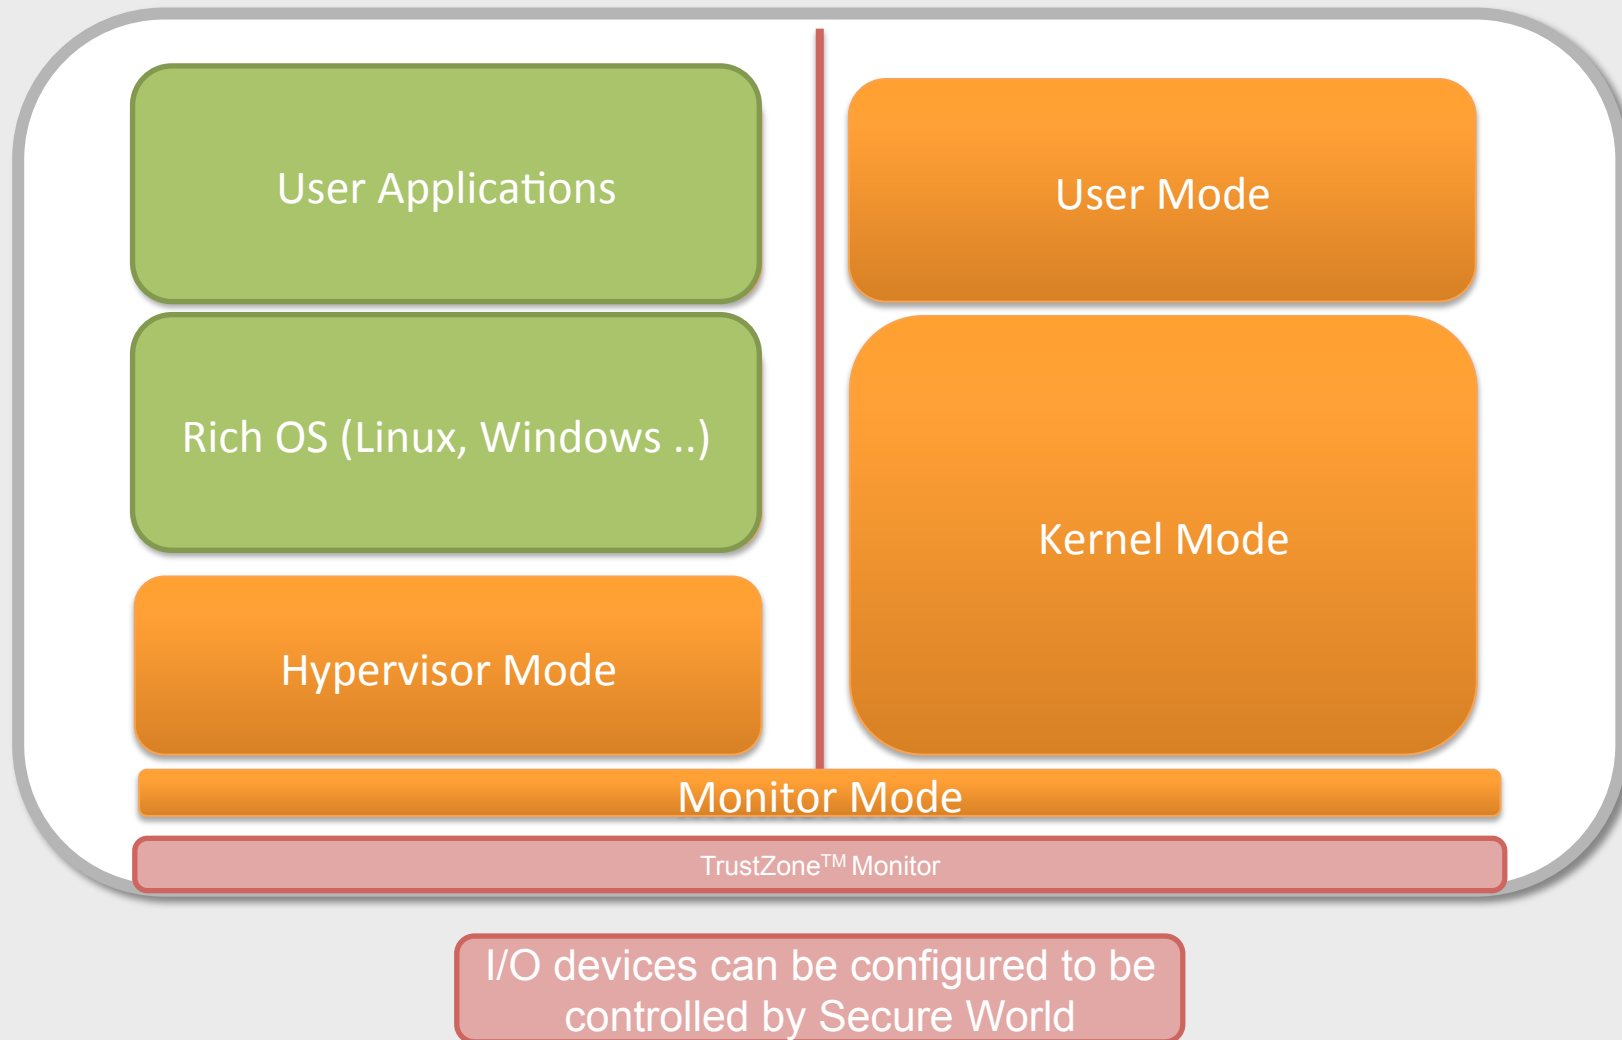 User Applications
User Mode
Rich OS (Linux, Windows ..)
Kernel Mode
Hypervisor Mode
Monitor Mode
TrustZone™ Monitor
I/O devices can be configured to be
controlled by Secure World